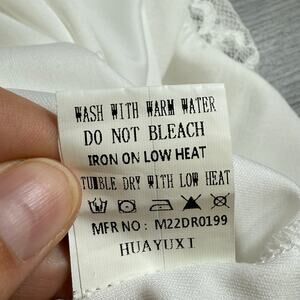 WASH WITH WARM WATER
DO NOT BLEACH
IRON ON LOW HEAT
TUMBLE DRY WITH LOW HEAT
MFR NO: M22DR0199
HUAYUXI